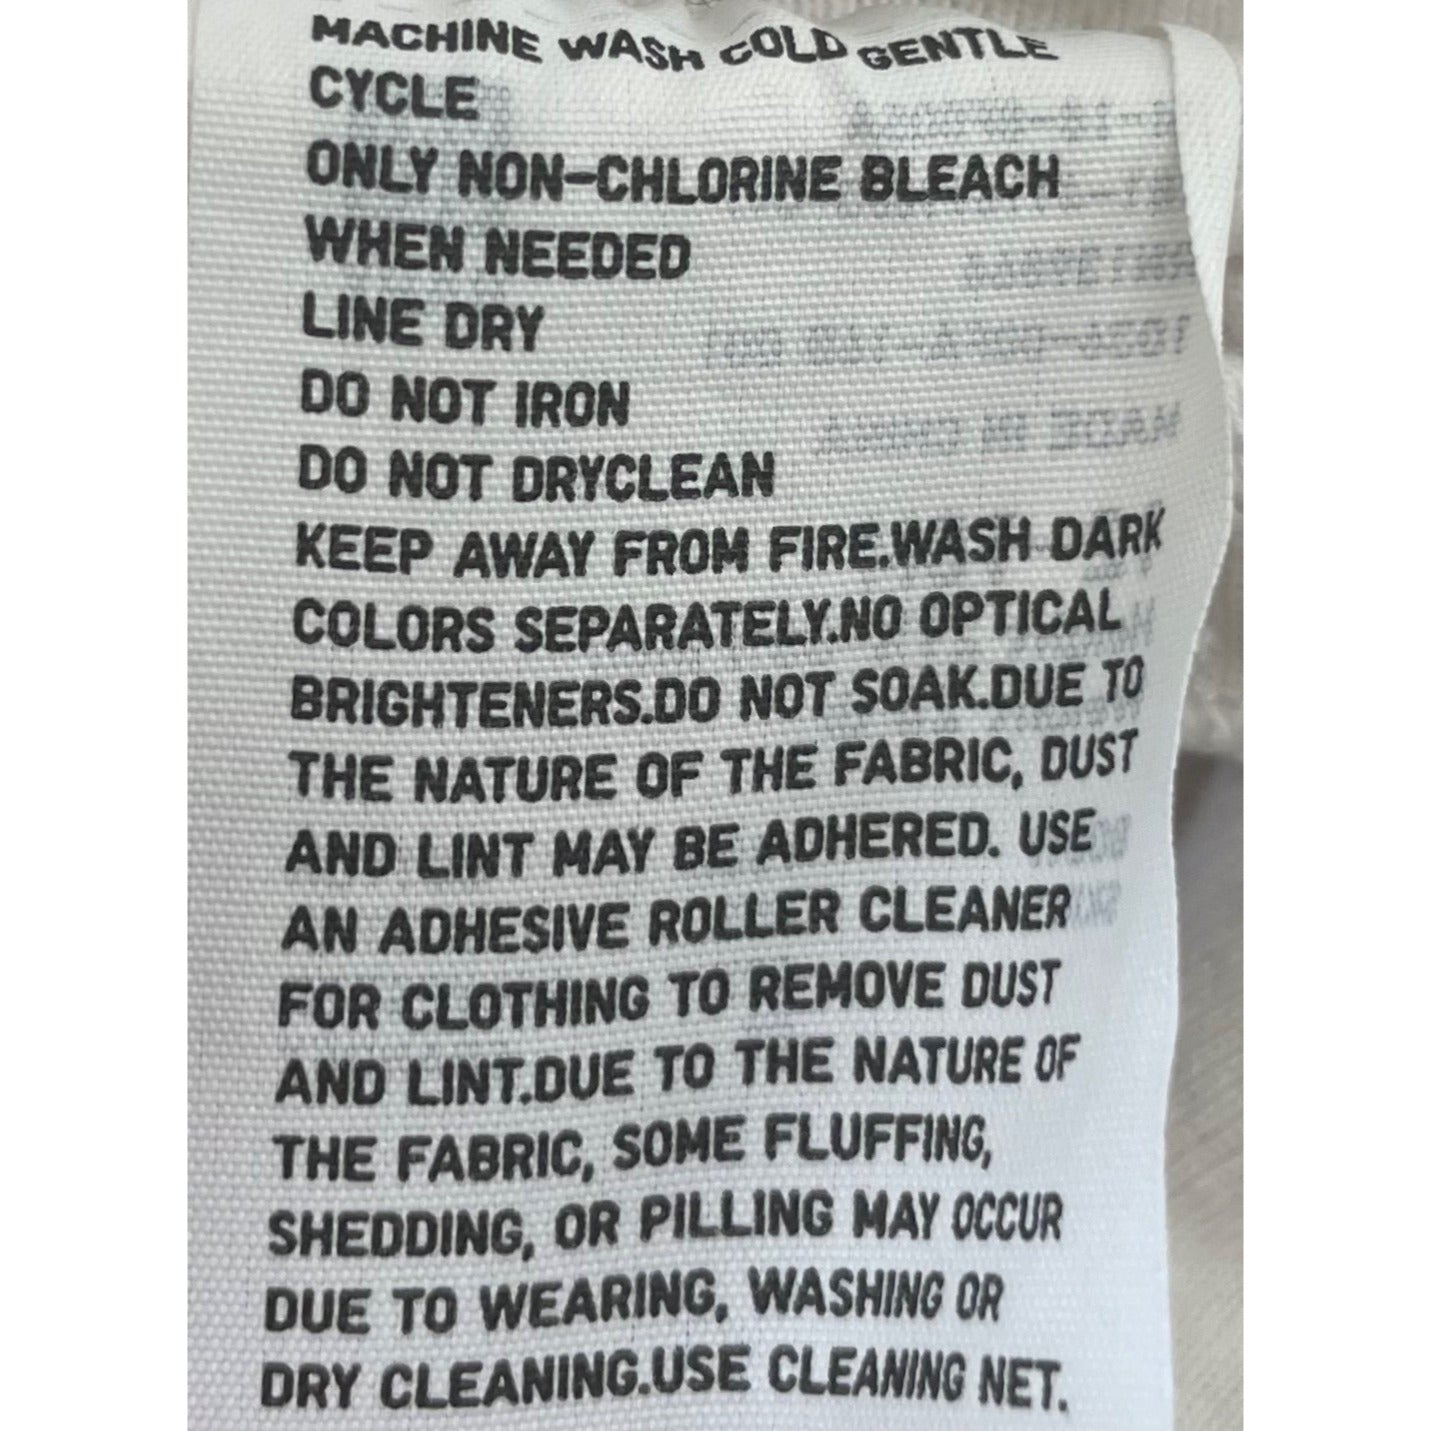 MACHINE WASH COLD GENTLE
CYCLE
ONLY NON-CHLORINE BLEACH
WHEN NEEDED
LINE DRY
DO NOT IRON
DO NOT DRYCLEAN
KEEP AWAY FROM FIRE.WASH DARK
COLORS SEPARATELY.NO OPTICAL
BRIGHTENERS.DO NOT SOAK.DUE TO
THE NATURE OF THE FABRIC, DUST
AND LINT MAY BE ADHERED. USE
AN ADHESIVE ROLLER CLEANER
FOR CLOTHING TO REMOVE DUST
AND LINT.DUE TO THE NATURE OF
THE FABRIC, SOME FLUFFING,
SHEDDING, OR PILLING MAY OCCUR
DUE TO WEARING, WASHING OR
DRY CLEANING.USE CLEANING NET.